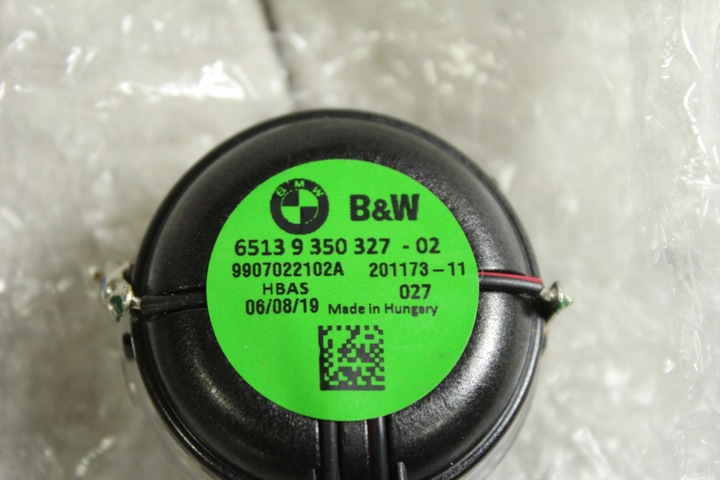 BMW B&W
6513 9 350 327 - 02
9907022102A 201173-11
HBAS 027
06/08/19 Made in Hungary